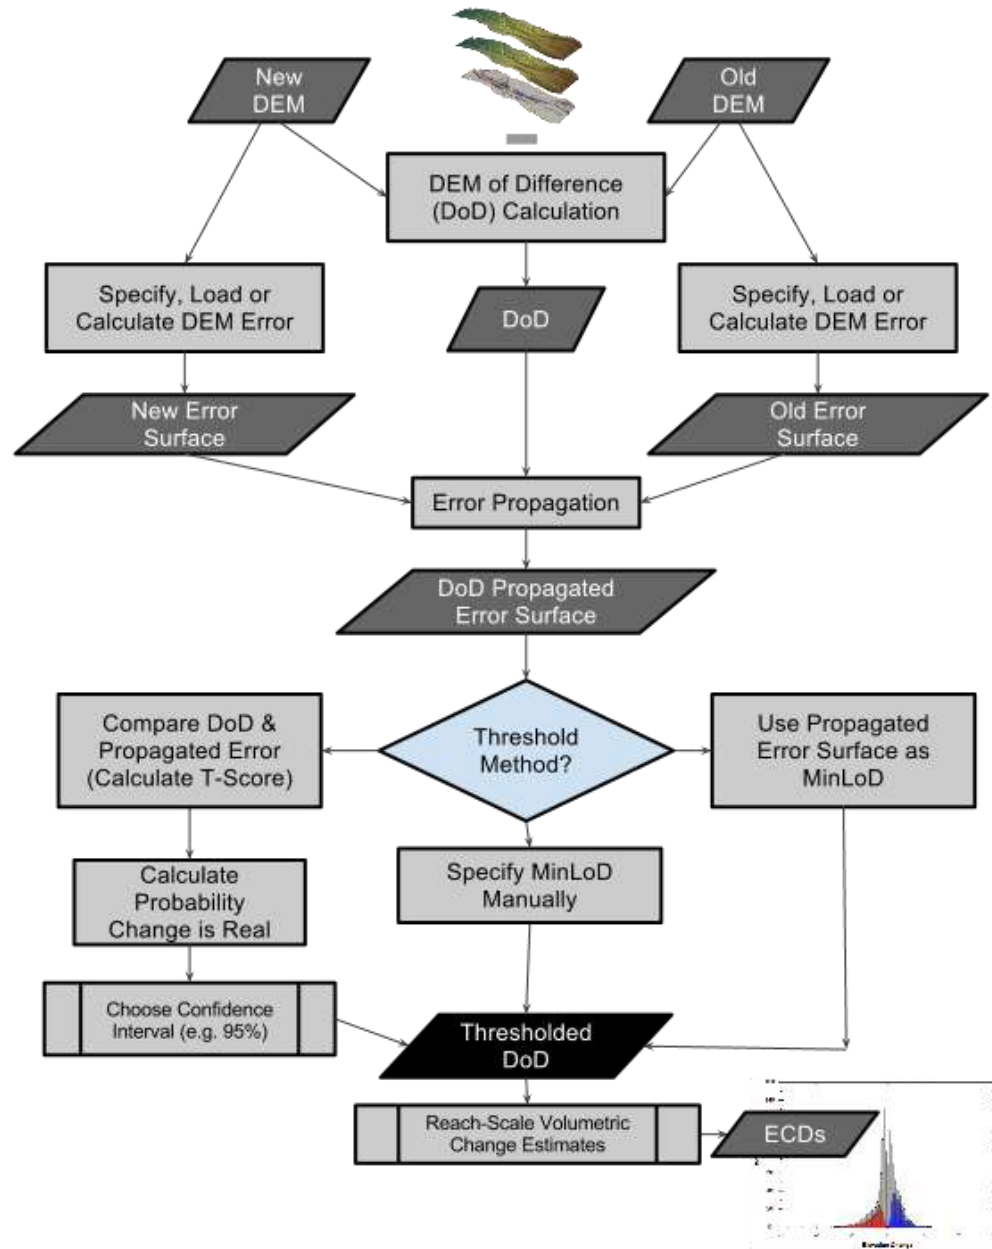 New
DEM
Old
DEM
DEM of Difference
(DoD) Calculation
Specify, Load or
Calculate DEM Error
DoD
Specify, Load or
Calculate DEM Error
New Error
Surface
Old Error
Surface
Error Propagation
DoD Propagated
Error Surface
Compare DoD &
Propagated Error
(Calculate T-Score)
Threshold
Method?
Use Propagated
Error Surface as
MinLoD
Calculate
Probability
Change is Real
Specify MinLoD
Manually
Choose Confidence
Interval (e.g. 95%)
Thresholded
DoD
Reach-Scale Volumetric
Change Estimates
ECDs